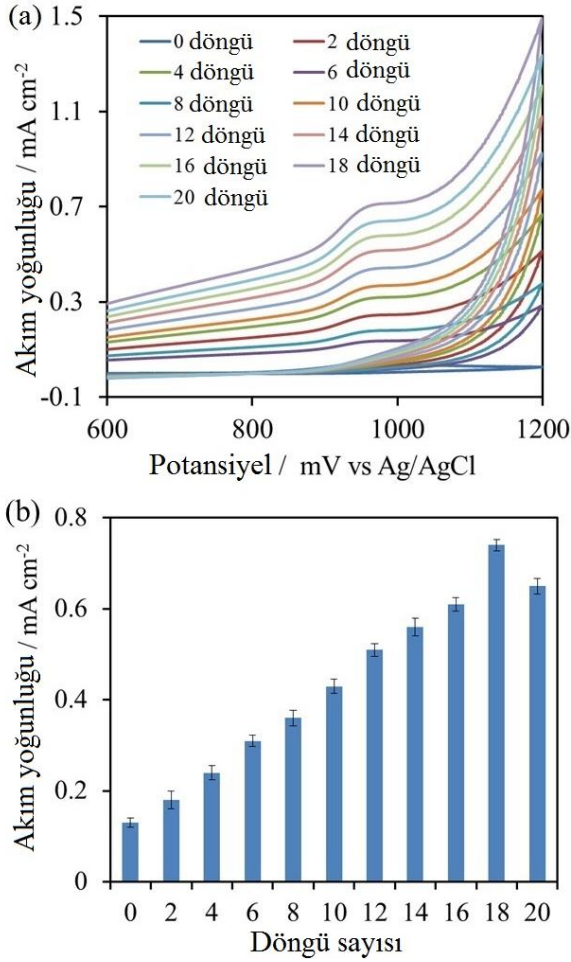 (a)
1.5
1.1
0.7
0.3
-0.1
Akım yoğunluğu / mA cm-2
0 döngü
2 döngü
4 döngü
6 döngü
8 döngü
10 döngü
12 döngü
14 döngü
16 döngü
18 döngü
20 döngü
600 800 1000 1200
Potansiyel / mV vs Ag/AgCl
(b)
0.8
0.6
0.4
0.2
0
Akım yoğunluğu / mA cm-2
0 2 4 6 8 10 12 14 16 18 20
Döngü sayısı